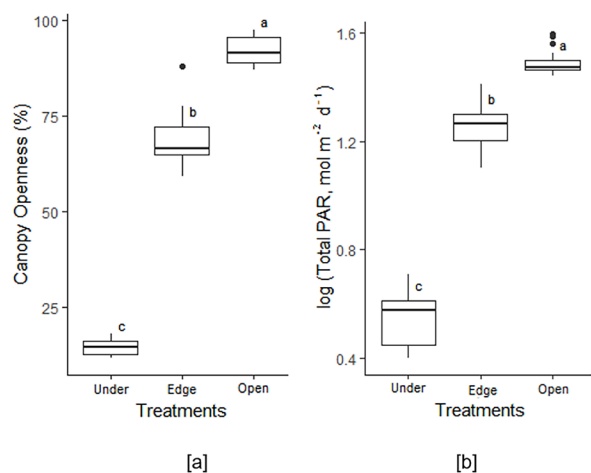 Canopy Openness (%)
100%
75
50
25
a
b
c
Under Edge Open
Treatments
[a]
log (Total PAR, mol m⁻² d⁻¹)
1.6
1.2
0.8
0.4
a
b
c
Under Edge Open
Treatments
[b]